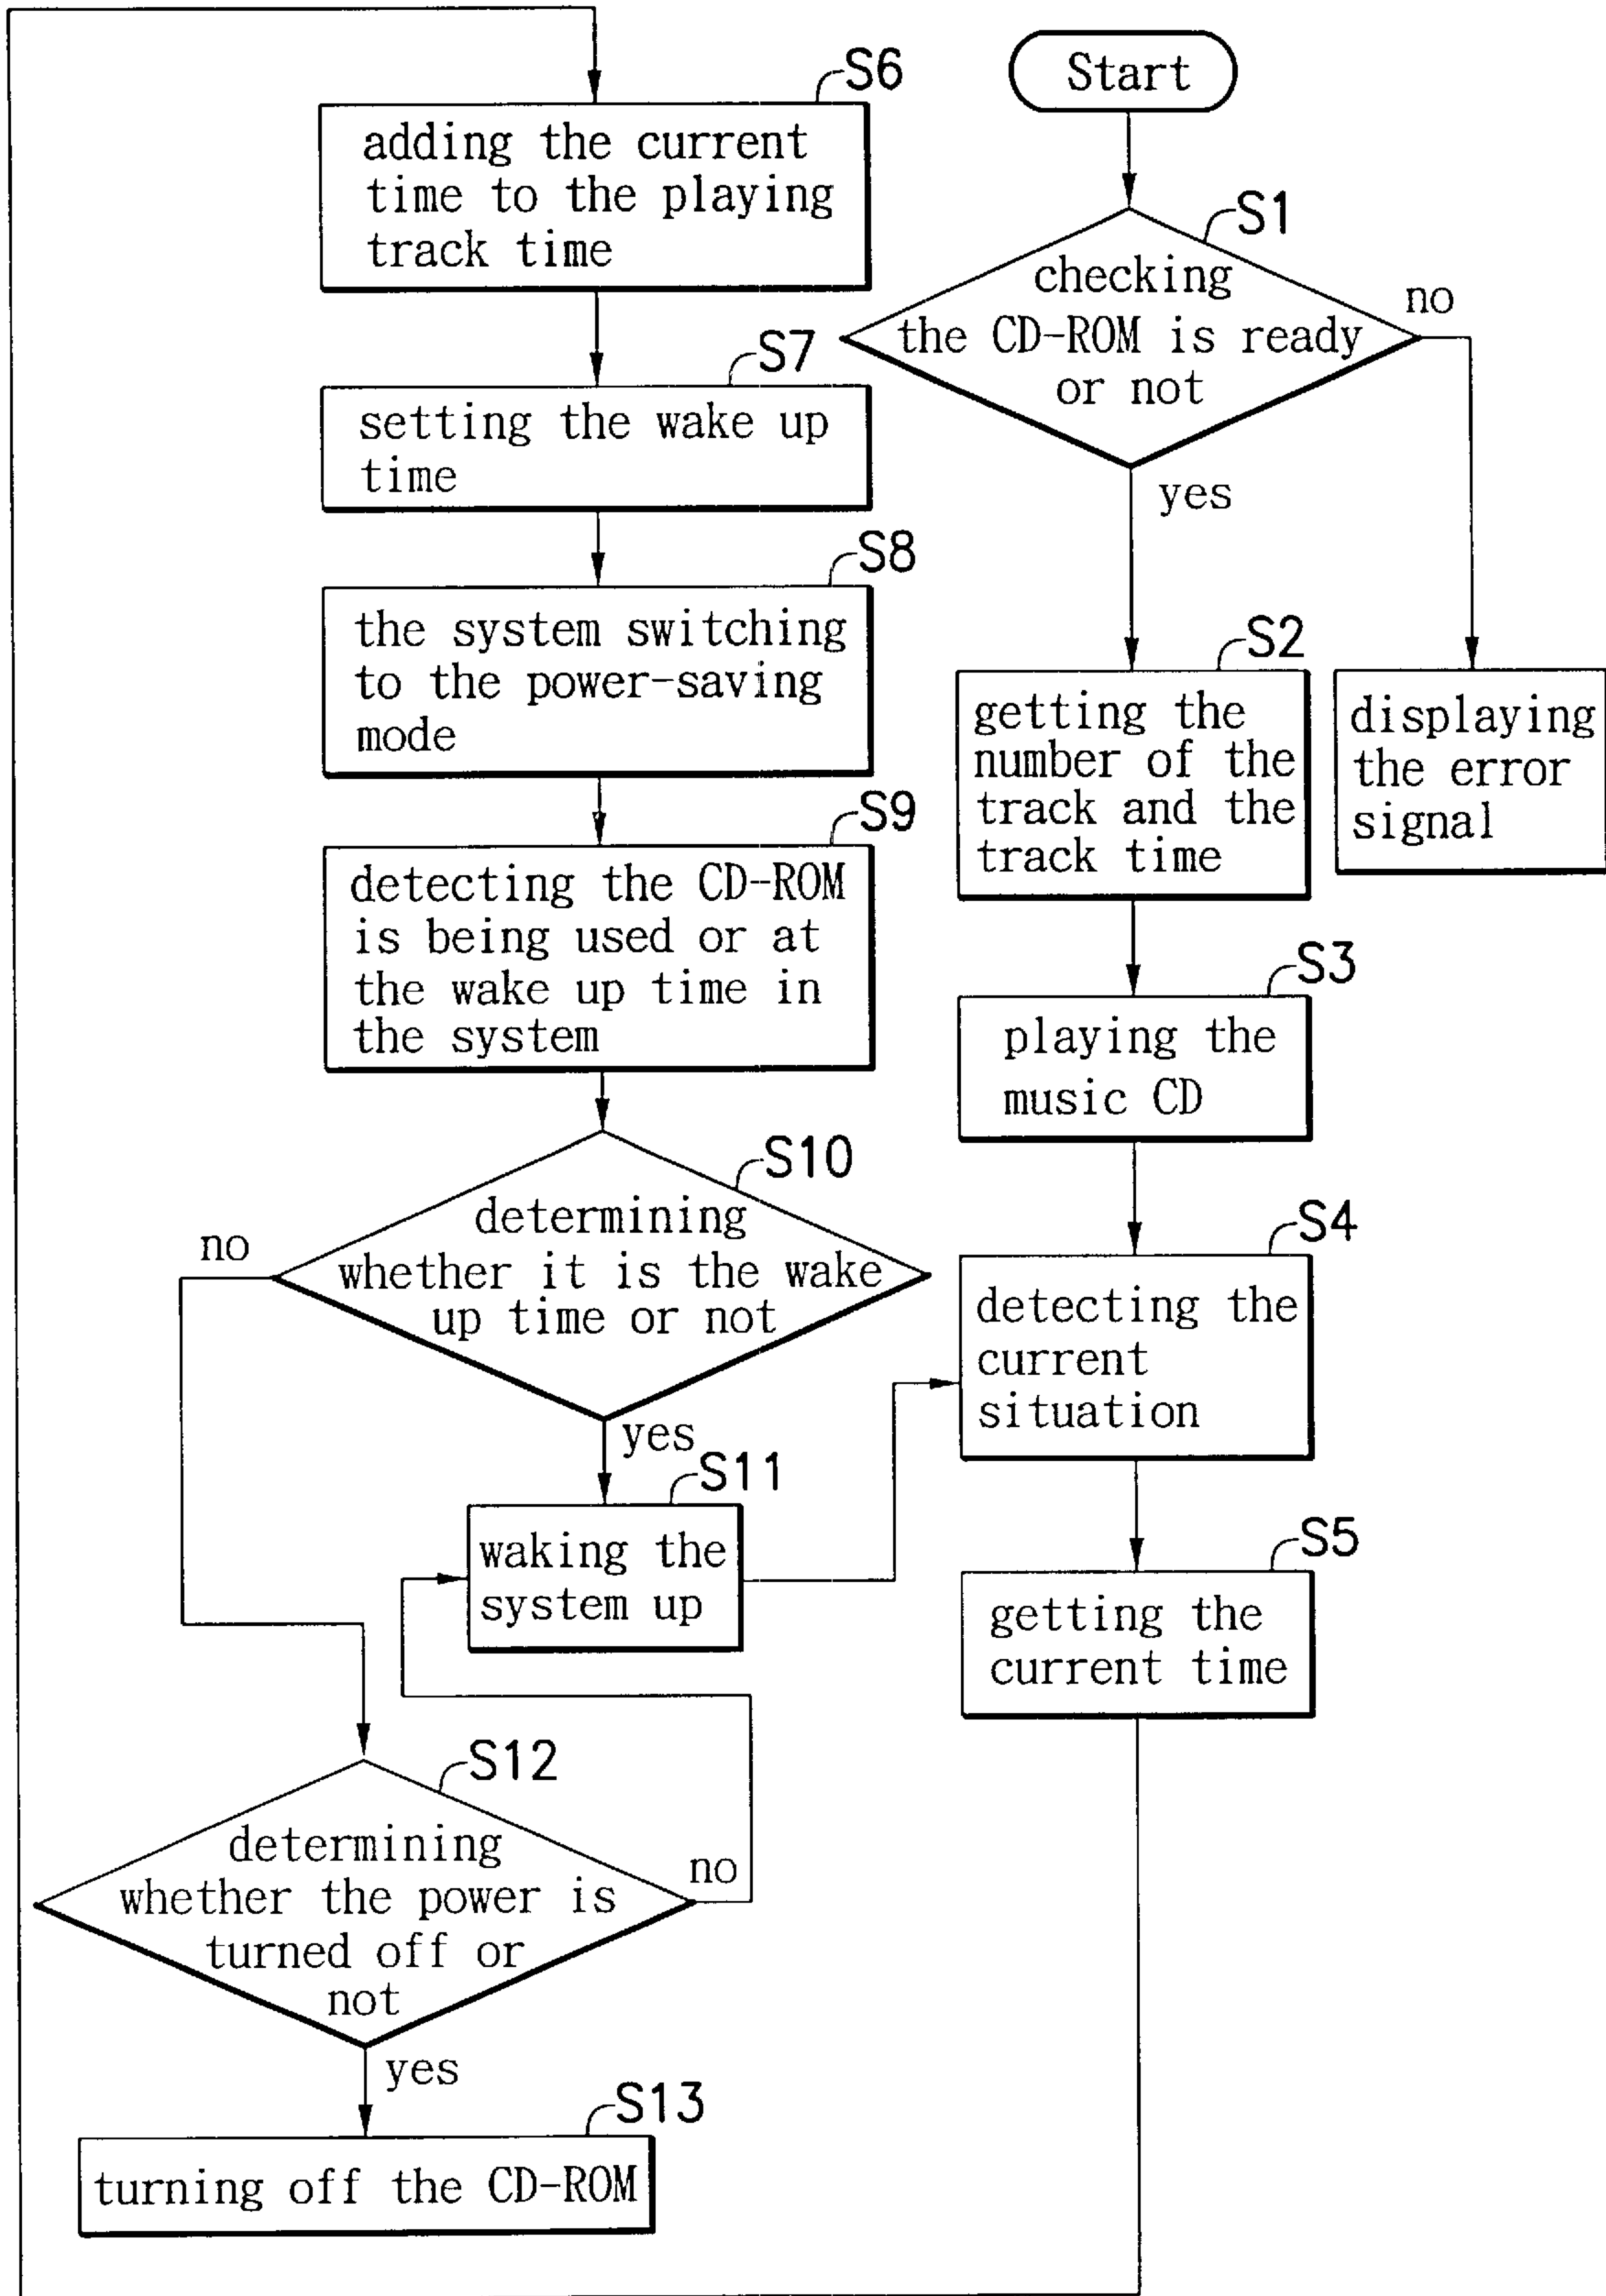 Start
S1
checking
the CD-ROM is ready
or not
no
yes
S2
getting the
number of the
track and the
track time
displaying
the error
signal
S3
playing the
music CD
S4
detecting the
current
situation
S5
getting the
current time
S6
adding the current
time to the playing
track time
S7
setting the wake up
time
S8
the system switching
to the power-saving
mode
S9
detecting the CD-ROM
is being used or at
the wake up time in
the system
S10
determining
whether it is the wake
up time or not
no
yes
S11
waking the
system up
S12
determining
whether the power is
turned off or
not
no
yes
S13
turning off the CD-ROM